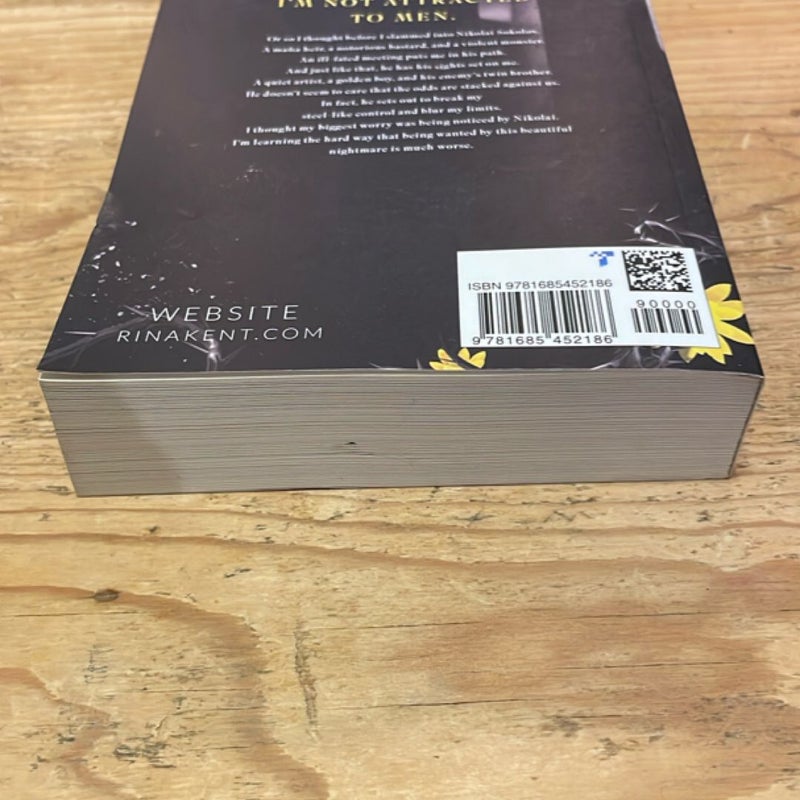 I'M NOT ATTRACTED
TO MEN.
Or so I thought before I slammed into Nikolai Sokolov.
A mafia heir, a notorious bastard, and a violent monster.
An ill-fated meeting puts me in his path.
And just like that, he has his sights set on me.
A quiet artist, a golden boy, and his enemy's twin brother.
He doesn't seem to care that the odds are stacked against us.
In fact, he sets out to break my
steel-like control and blur my limits.
I thought my biggest worry was being noticed by Nikolai.
I'm learning the hard way that being wanted by this beautiful
nightmare is much worse.
WEBSITE
RINAKENT.COM
ISBN 9781685452186
90000
9 781685 452186